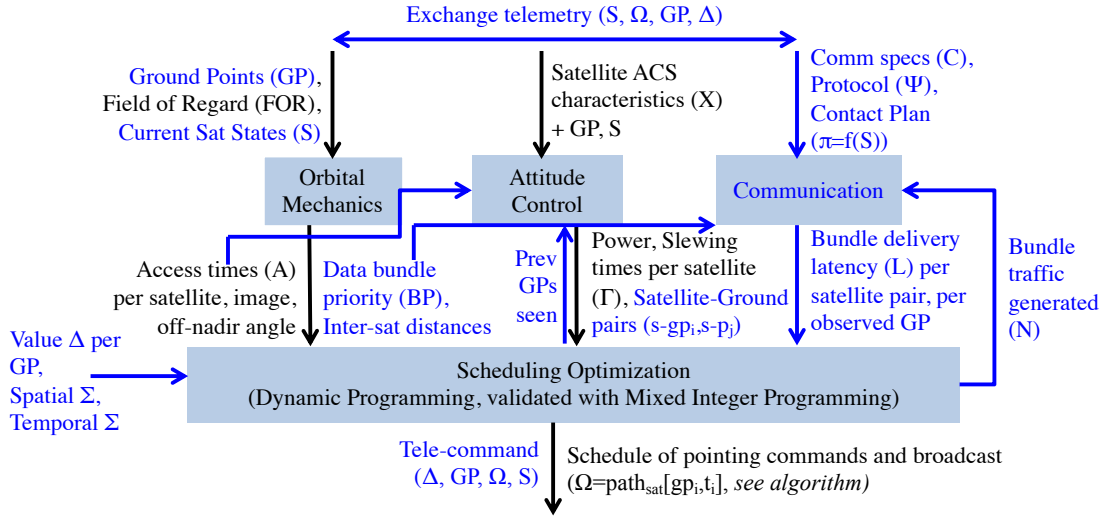 Exchange telemetry (S, Ω, GP, Δ)
Ground Points (GP),
Field of Regard (FOR),
Current Sat States (S)
Satellite ACS
characteristics (X)
+ GP, S
Comm specs (C),
Protocol (Ψ),
Contact Plan
(π=f(S))
Orbital
Mechanics
Attitude
Control
Communication
Access times (A)
per satellite, image,
off-nadir angle
Data bundle
priority (BP),
Inter-sat distances
Prev
GPs
seen
Power, Slewing
times per satellite
(Γ), Satellite-Ground
pairs (s-gpᵢ,s-pⱼ)
Bundle delivery
latency (L) per
satellite pair, per
observed GP
Bundle
traffic
generated
(N)
Value Δ per
GP,
Spatial Σ,
Temporal Σ
Scheduling Optimization
(Dynamic Programming, validated with Mixed Integer Programming)
Tele-command
(Δ, GP, Ω, S)
Schedule of pointing commands and broadcast
(Ω=path_sat[gpᵢ,tᵢ], see algorithm)